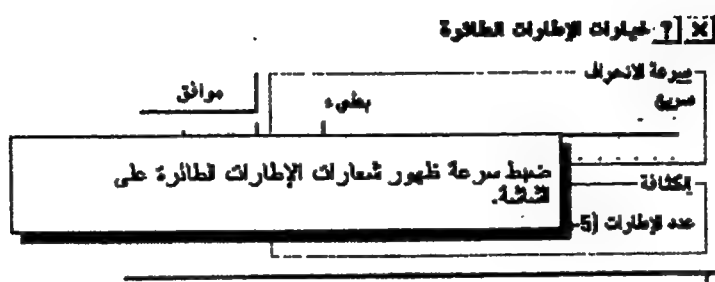 خيارات الإطارات الطائرة
سرعة الانحراف
سريع بطيء موافق
ضبط سرعة ظهور شعارات الإطارات الطائرة على
الشاشة.
الكثافة
عدد الإطارات (5-